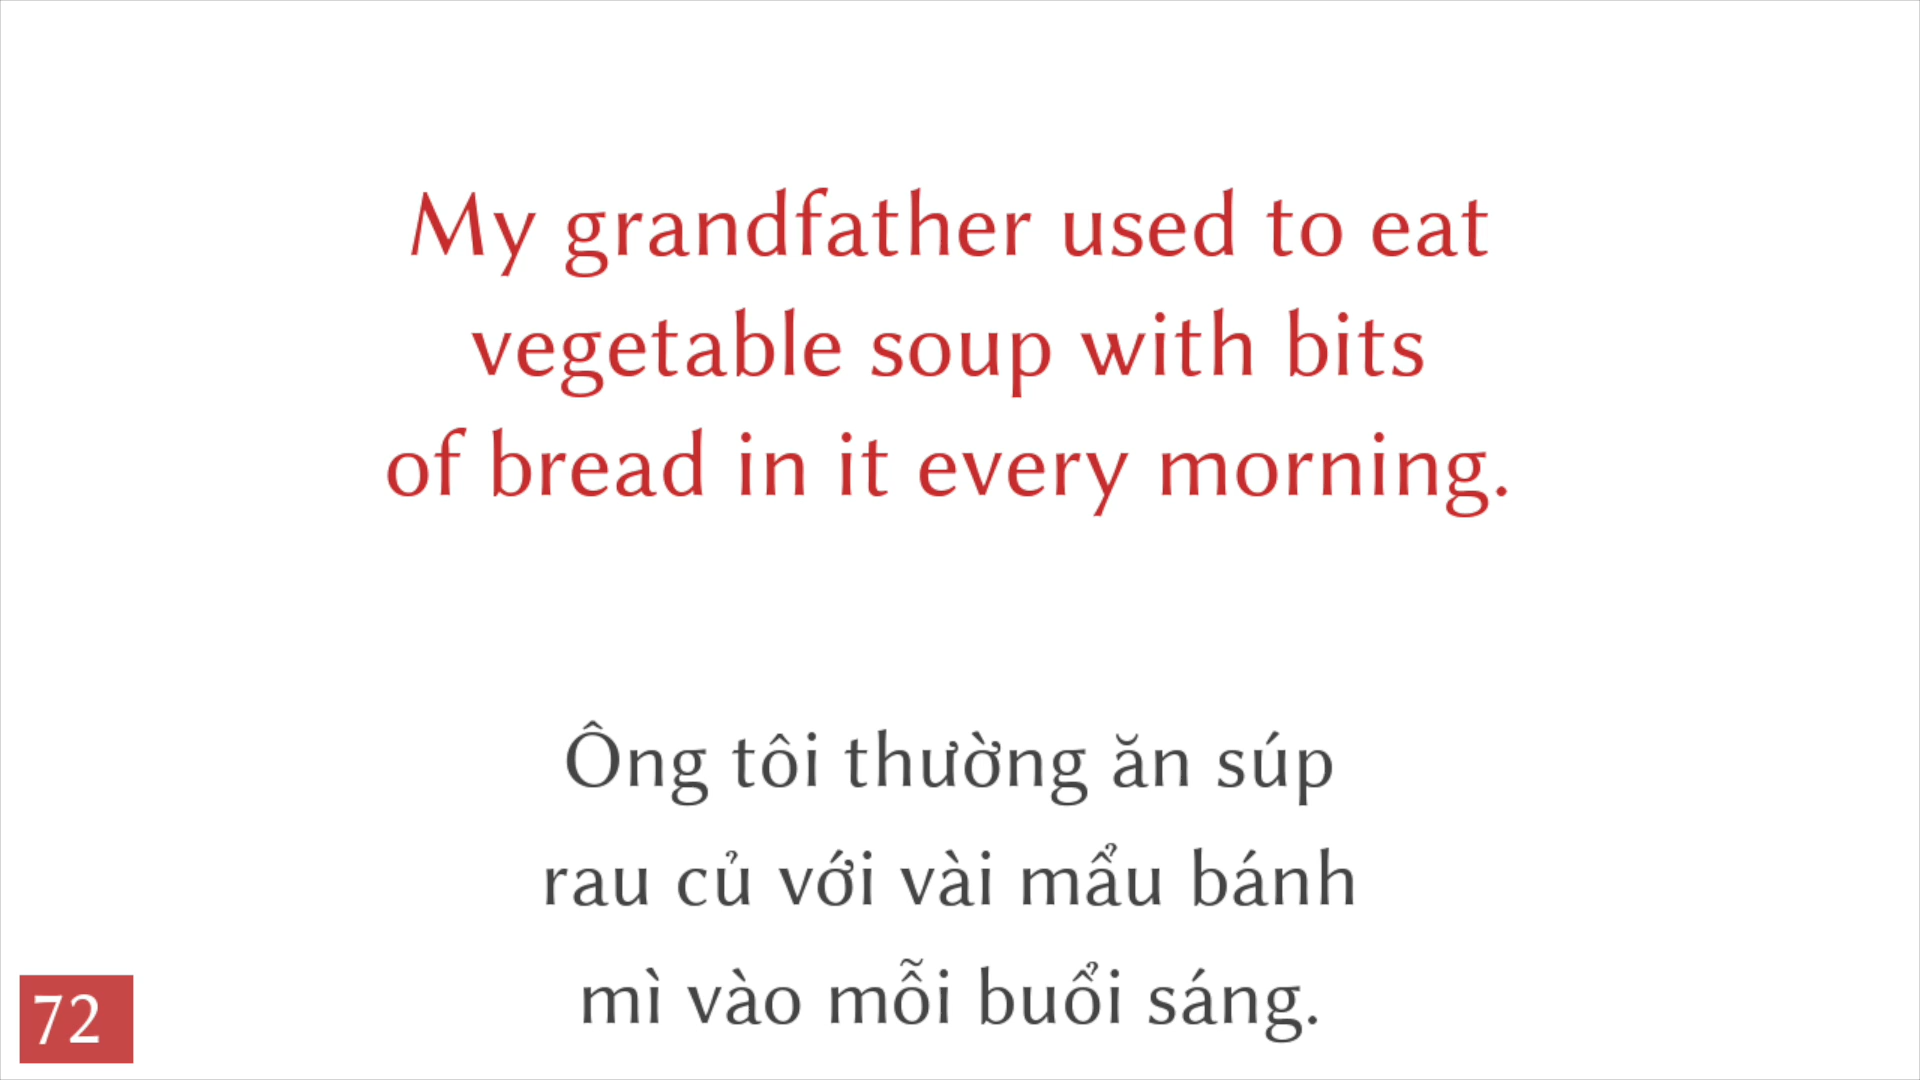 My grandfather used to eat
vegetable soup with bits
of bread in it every morning.
Ông tôi thường ăn súp
rau củ với vài mẩu bánh
mì vào mỗi buổi sáng.
72